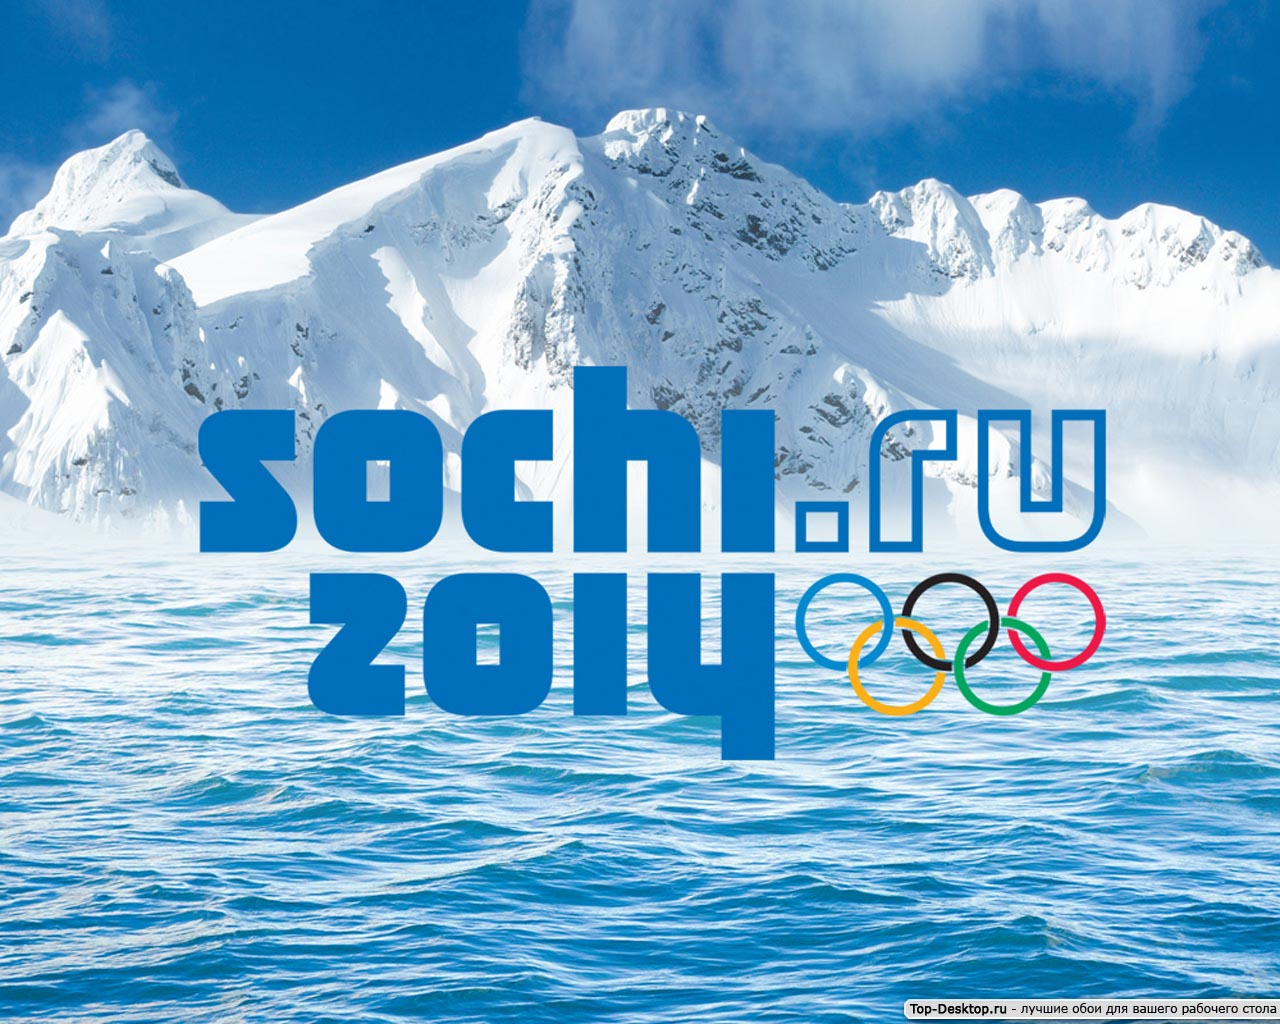 sochi.ru
2014
Top-Desktop.ru - лучшие обои для вашего рабочего стола